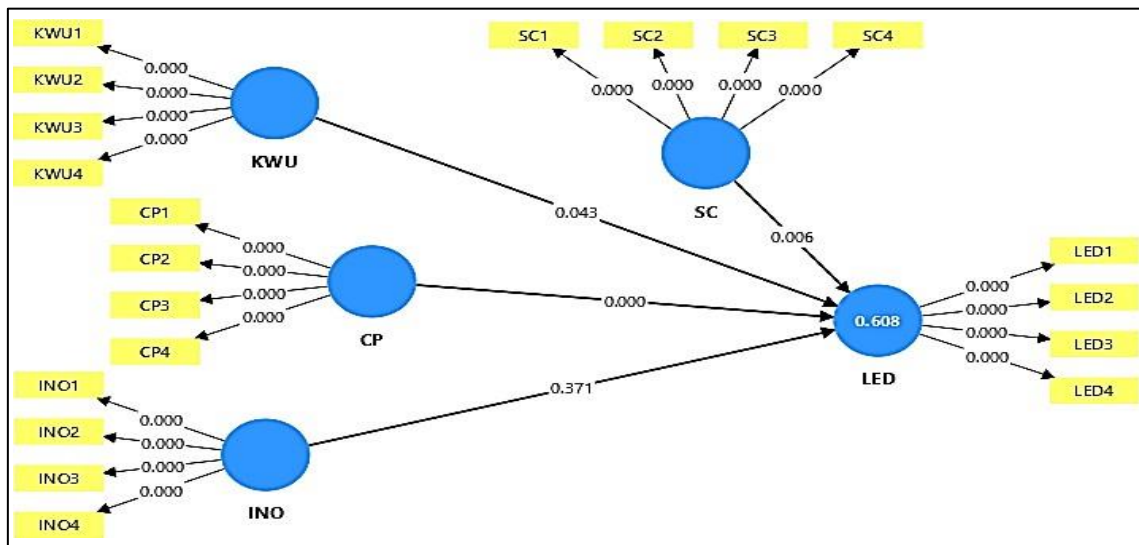 KWU1
KWU2
KWU3
KWU4
0.000
0.000
0.000
0.000
KWU
SC1
SC2
SC3
SC4
0.000
0.000
0.000
0.000
SC
0.043
0.006
CP1
CP2
CP3
CP4
0.000
0.000
0.000
0.000
CP
0.000
INO1
INO2
INO3
INO4
0.000
0.000
0.000
0.000
INO
0.371
0.608
LED
0.000
0.000
0.000
0.000
LED1
LED2
LED3
LED4